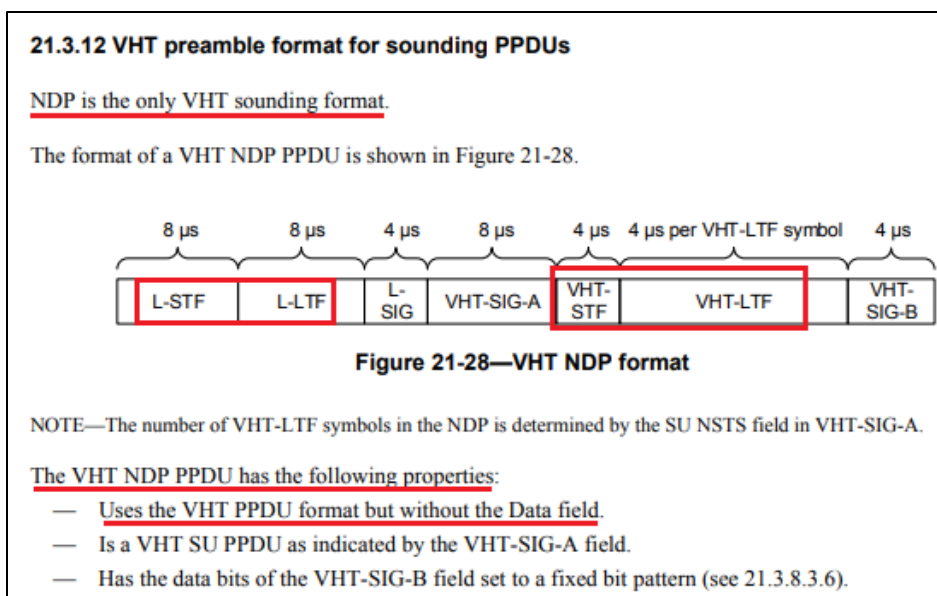 21.3.12 VHT preamble format for sounding PPDUs
NDP is the only VHT sounding format.
The format of a VHT NDP PPDU is shown in Figure 21-28.
8 µs 8 µs 4 µs 8 µs 4 µs 4 µs per VHT-LTF symbol 4 µs
L-STF L-LTF L-SIG VHT-SIG-A VHT-STF VHT-LTF VHT-SIG-B
Figure 21-28—VHT NDP format
NOTE—The number of VHT-LTF symbols in the NDP is determined by the SU NSTS field in VHT-SIG-A.
The VHT NDP PPDU has the following properties:
— Uses the VHT PPDU format but without the Data field.
— Is a VHT SU PPDU as indicated by the VHT-SIG-A field.
— Has the data bits of the VHT-SIG-B field set to a fixed bit pattern (see 21.3.8.3.6).